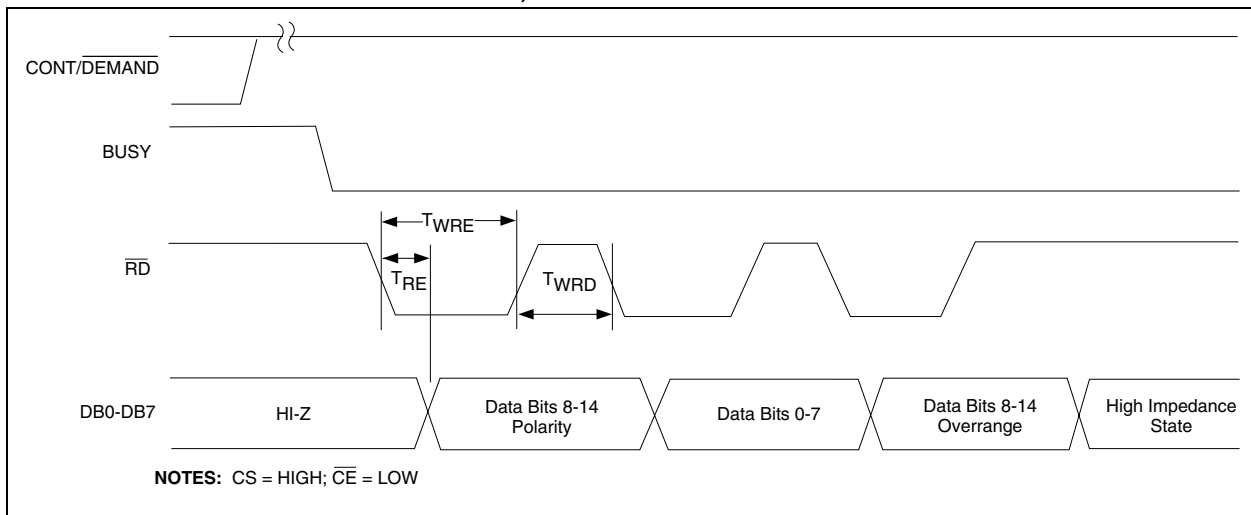 CONT/DEMAND
BUSY
TWRE
RD
TRE
TWRD
DB0-DB7
HI-Z
Data Bits 8-14
Polarity
Data Bits 0-7
Data Bits 8-14
Overrange
High Impedance
State
NOTES: CS = HIGH; CE = LOW